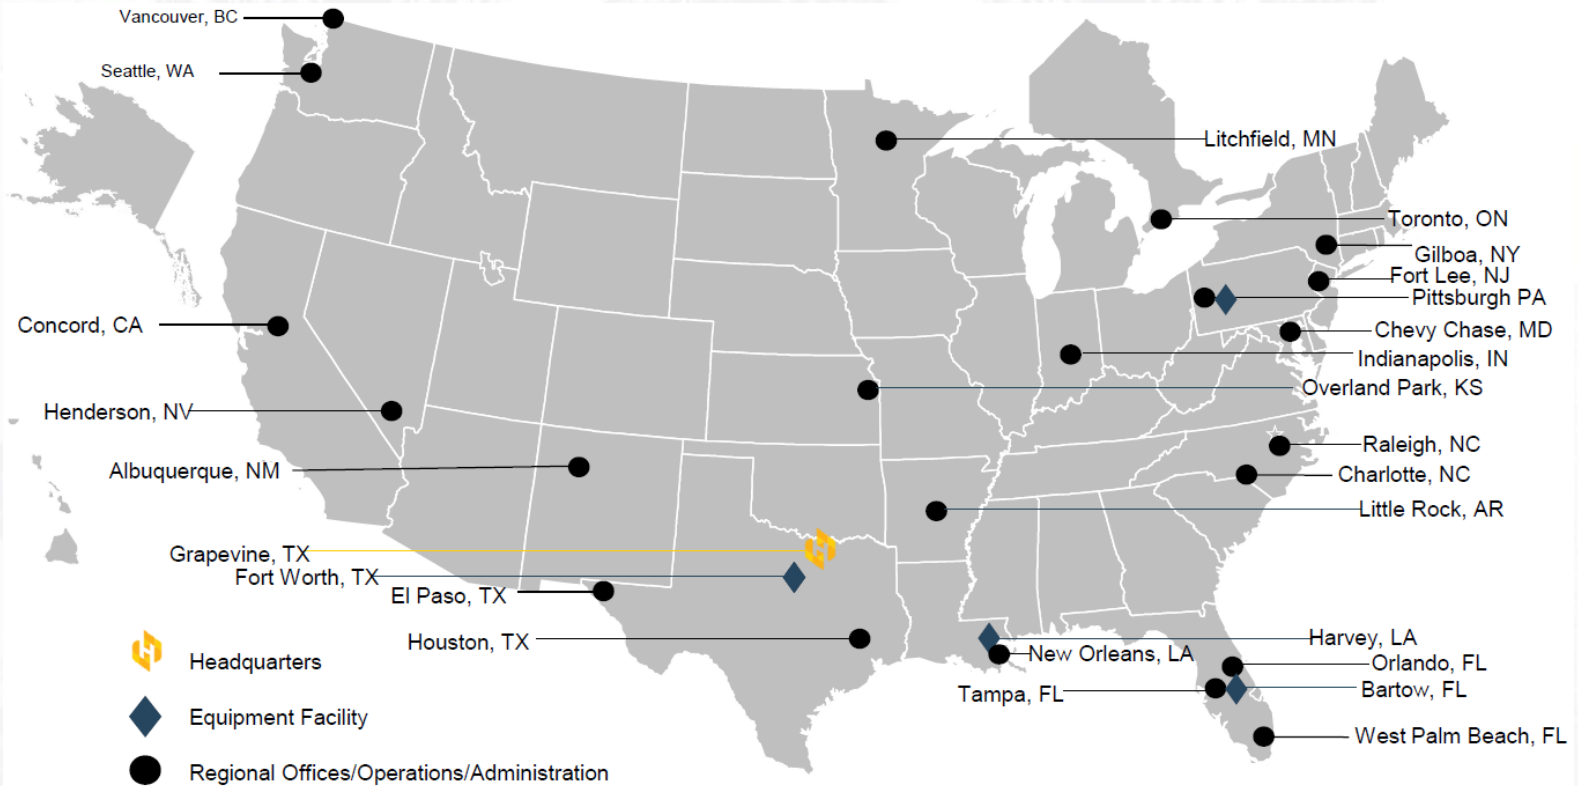 Vancouver, BC
Seattle, WA
Litchfield, MN
Toronto, ON
Gilboa, NY
Fort Lee, NJ
Pittsburgh PA
Concord, CA
Chevy Chase, MD
Indianapolis, IN
Overland Park, KS
Henderson, NV
Raleigh, NC
Albuquerque, NM
Charlotte, NC
Little Rock, AR
Grapevine, TX
Fort Worth, TX
El Paso, TX
Houston, TX
Harvey, LA
New Orleans, LA
Orlando, FL
Tampa, FL
Bartow, FL
West Palm Beach, FL
Headquarters
Equipment Facility
Regional Offices/Operations/Administration